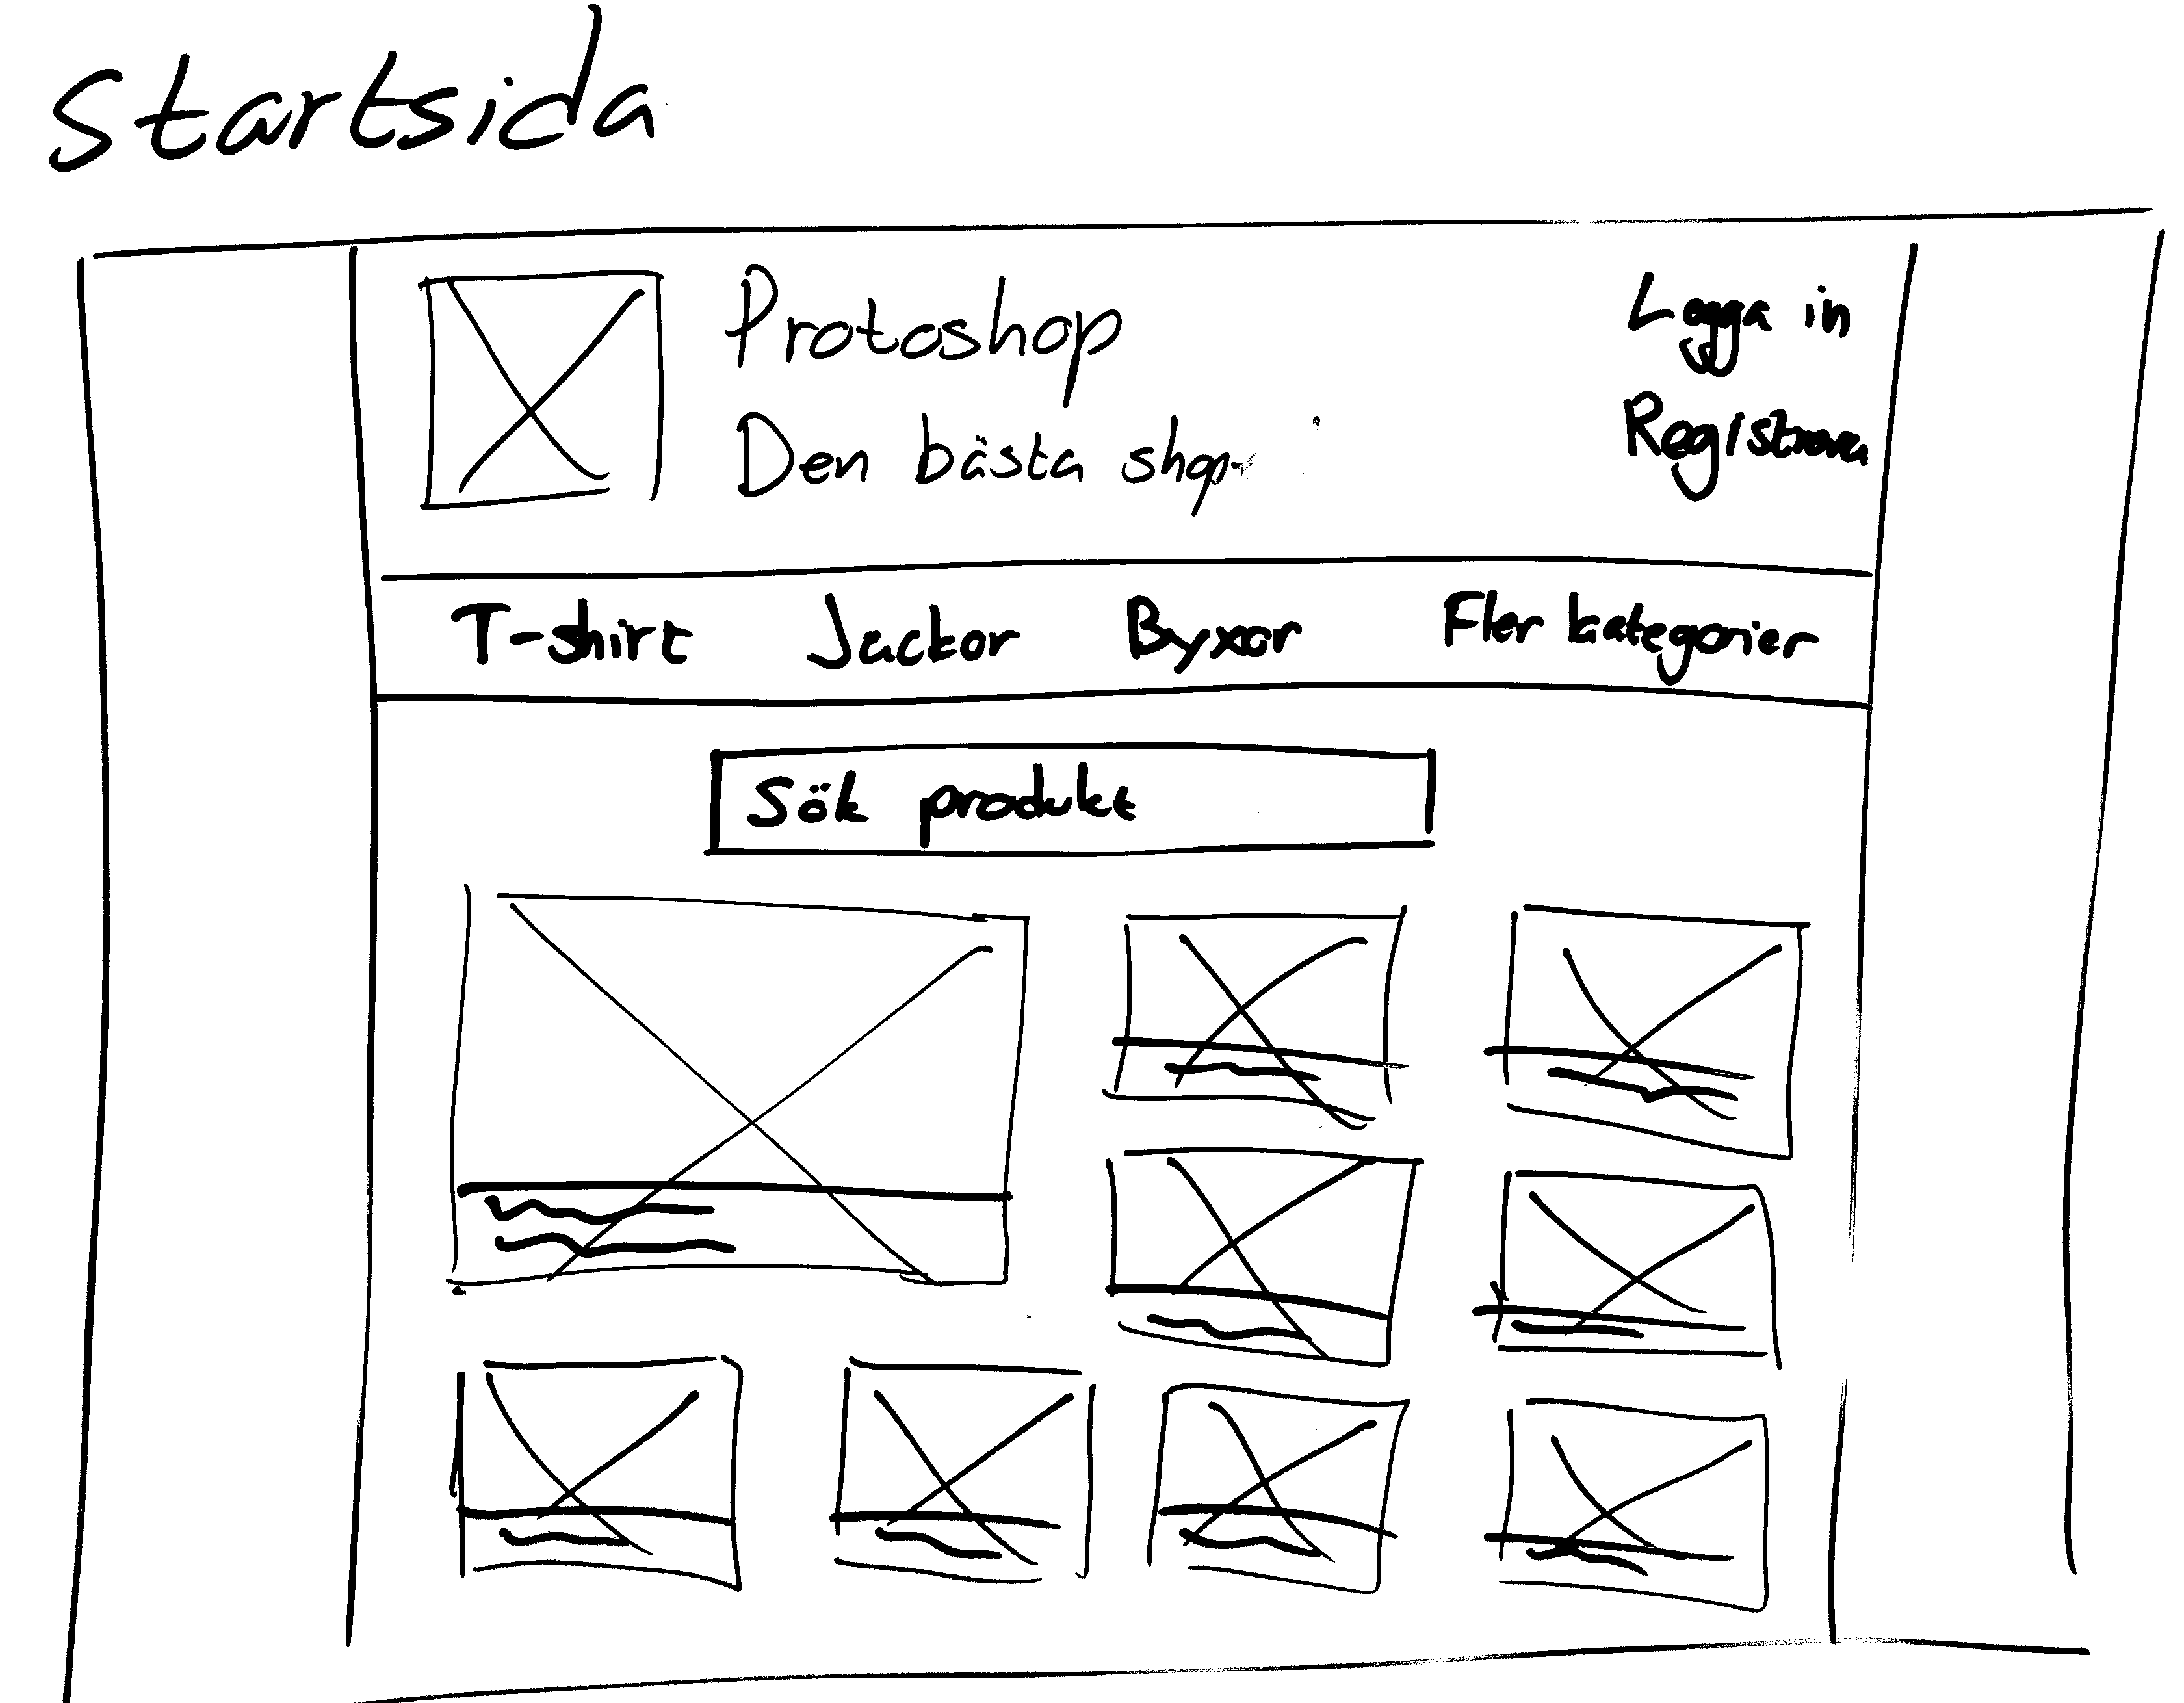 Startsida
Protoshop
Logga in
Den bästa shop
Registrera
T-shirt Jackor Byxor Fler kategorier
Sök produkt